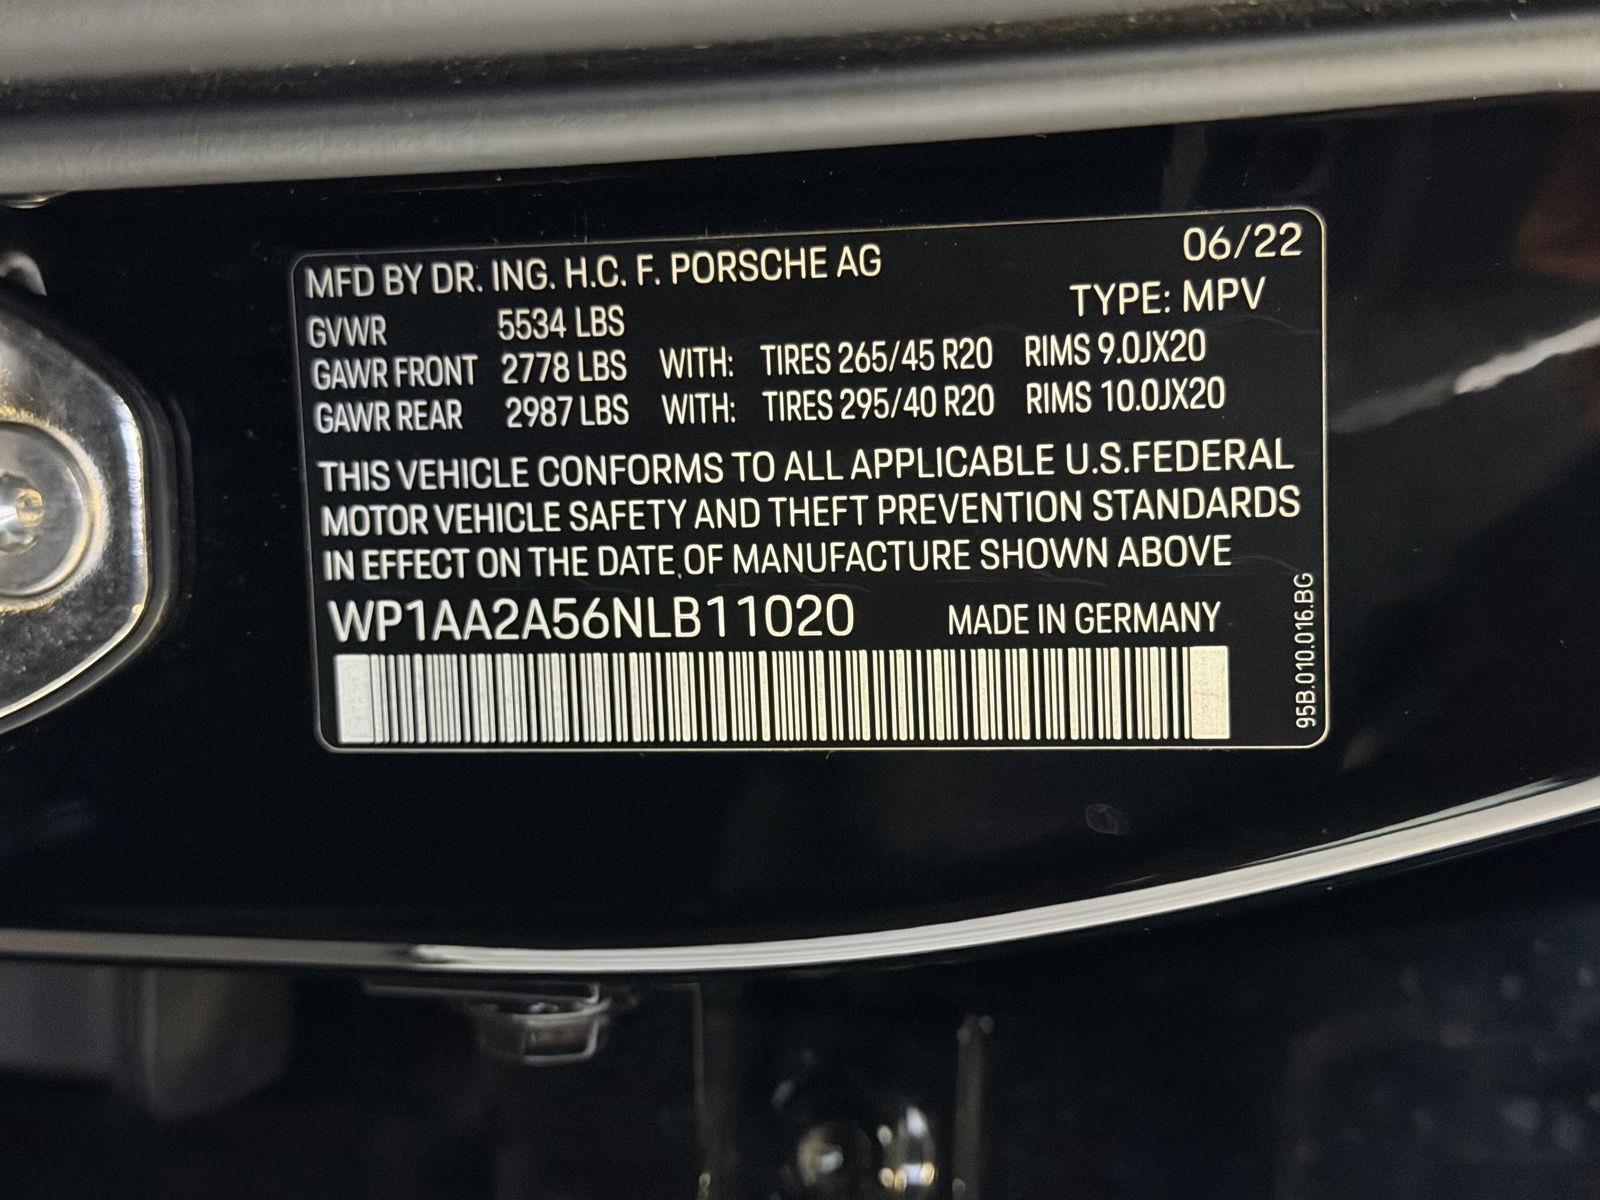 MFD BY DR. ING. H.C. F. PORSCHE AG 06/22
TYPE: MPV
GVWR 5534 LBS
GAWR FRONT 2778 LBS WITH: TIRES 265/45 R20 RIMS 9.0JX20
GAWR REAR 2987 LBS WITH: TIRES 295/40 R20 RIMS 10.0JX20
THIS VEHICLE CONFORMS TO ALL APPLICABLE U.S.FEDERAL
MOTOR VEHICLE SAFETY AND THEFT PREVENTION STANDARDS
IN EFFECT ON THE DATE OF MANUFACTURE SHOWN ABOVE
WP1AA2A56NLB11020 MADE IN GERMANY
95B.010.016.BG